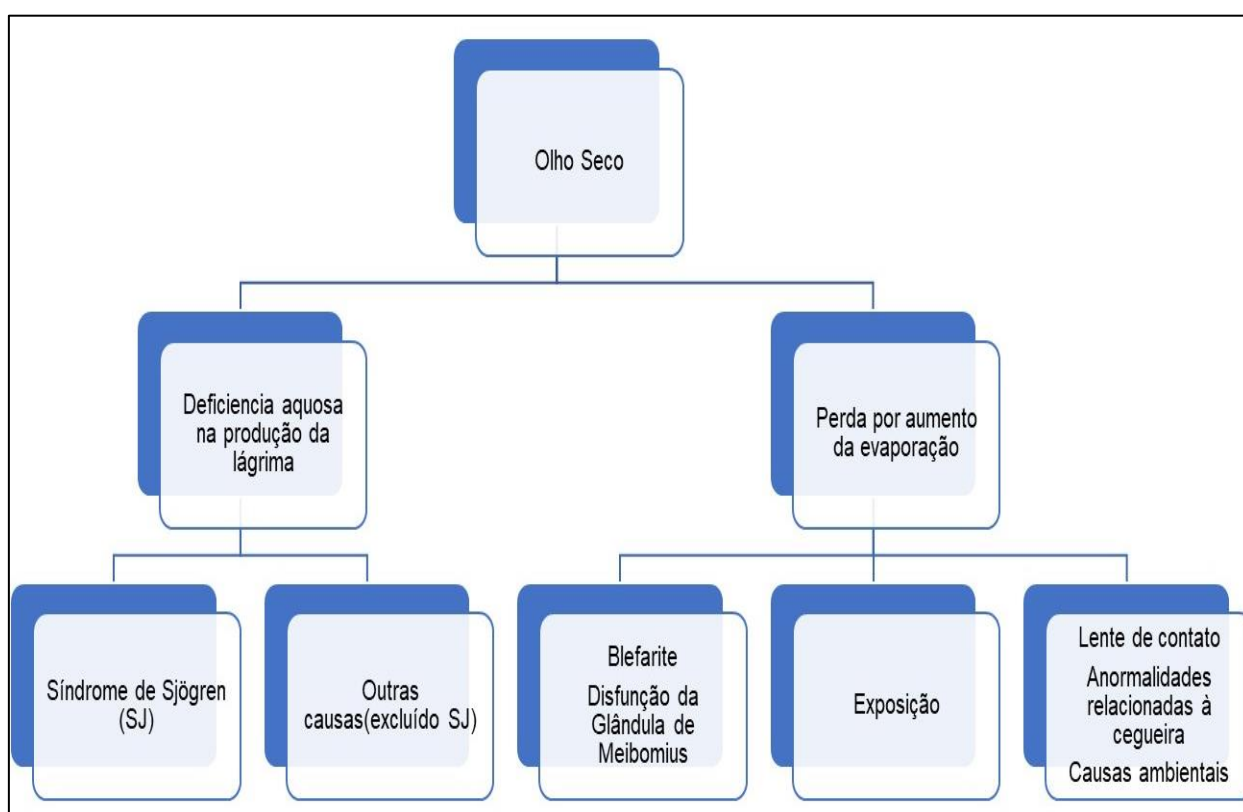 Olho Seco
Deficiencia aquosa
na produção da
lágrima
Perda por aumento
da evaporação
Síndrome de Sjögren
(SJ)
Outras
causas(excluído SJ)
Blefarite
Disfunção da
Glândula de
Meibomius
Exposição
Lente de contato
Anormalidades
relacionadas à
cegueira
Causas ambientais